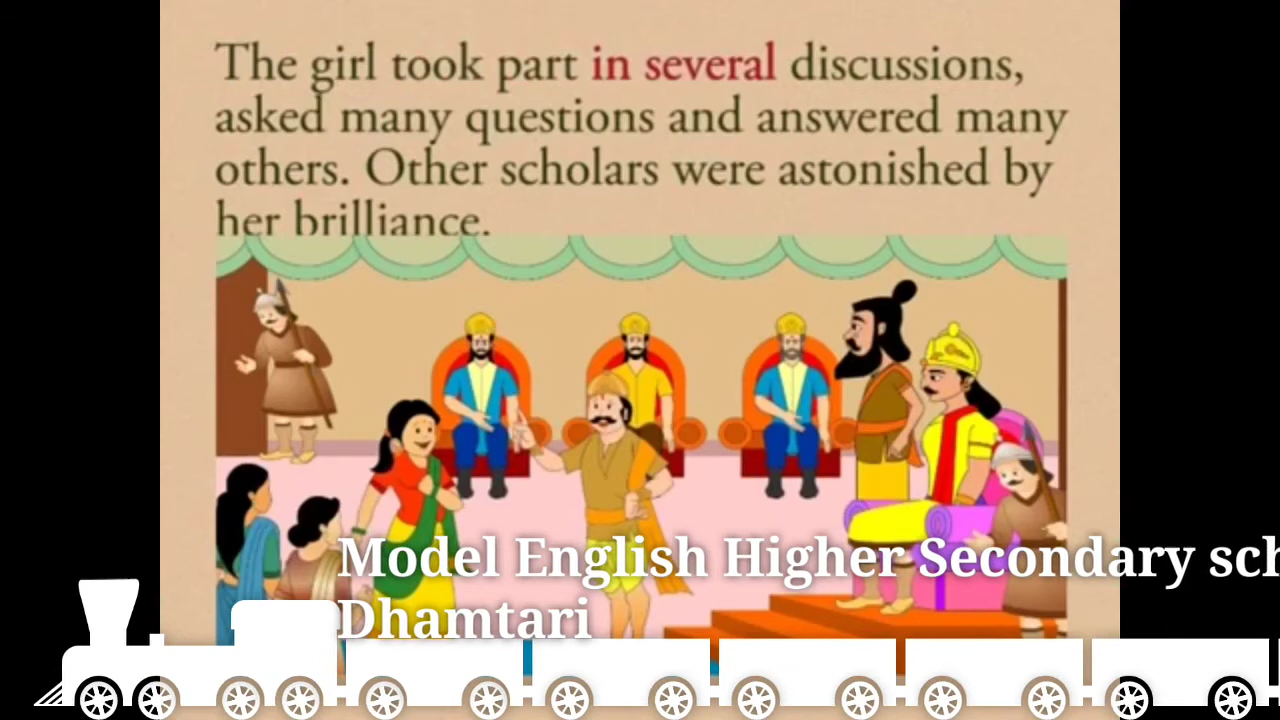 The girl took part in several discussions,
asked many questions and answered many
others. Other scholars were astonished by
her brilliance.
Model English Higher Secondary sch
Dhamtari